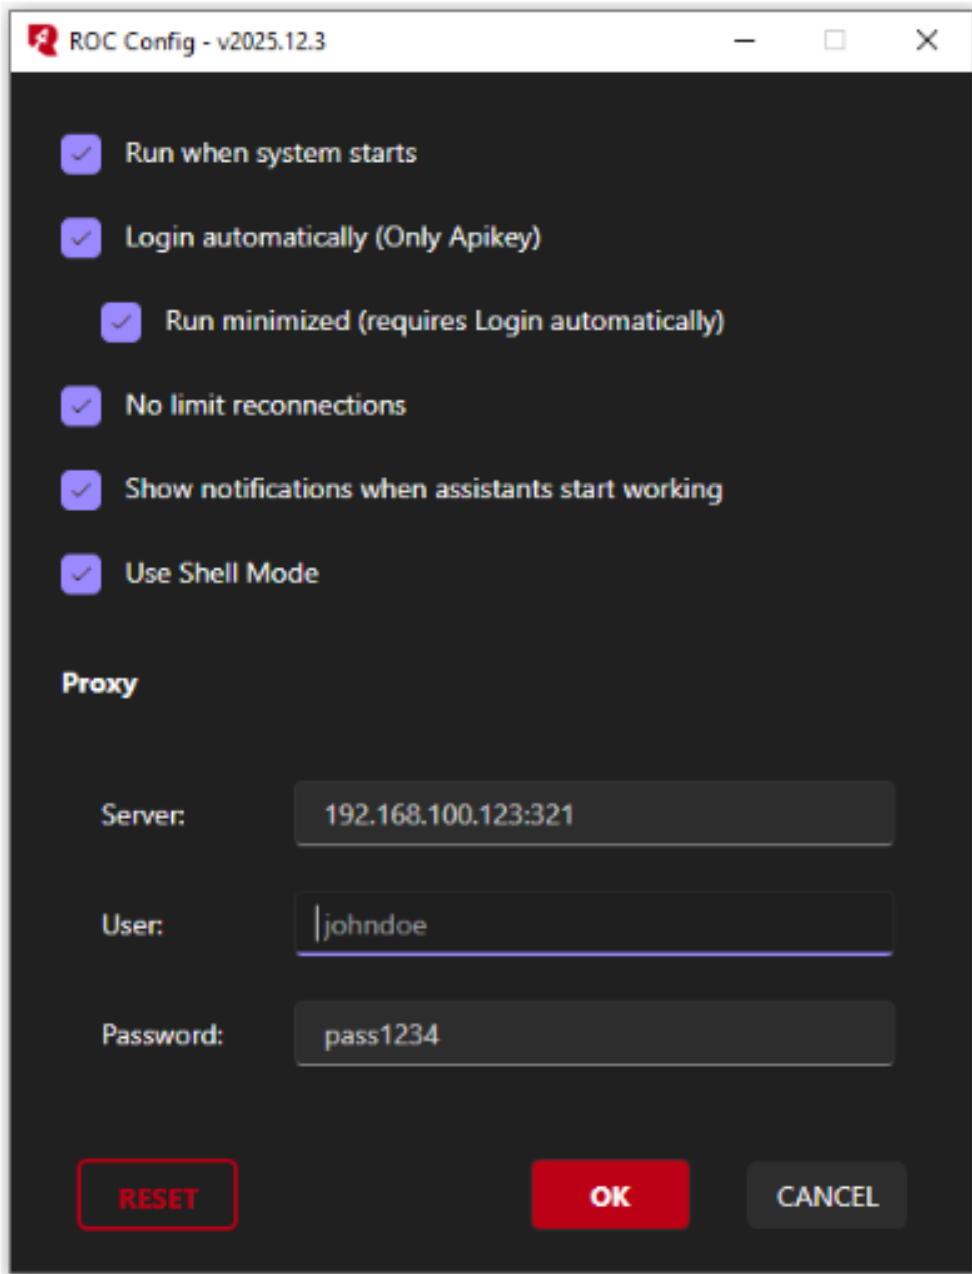 ROC Config - v2025.12.3
Run when system starts
Login automatically (Only Apikey)
Run minimized (requires Login automatically)
No limit reconnections
Show notifications when assistants start working
Use Shell Mode
Proxy
Server: 192.168.100.123:321
User: johndoe
Password: pass1234
RESET OK CANCEL